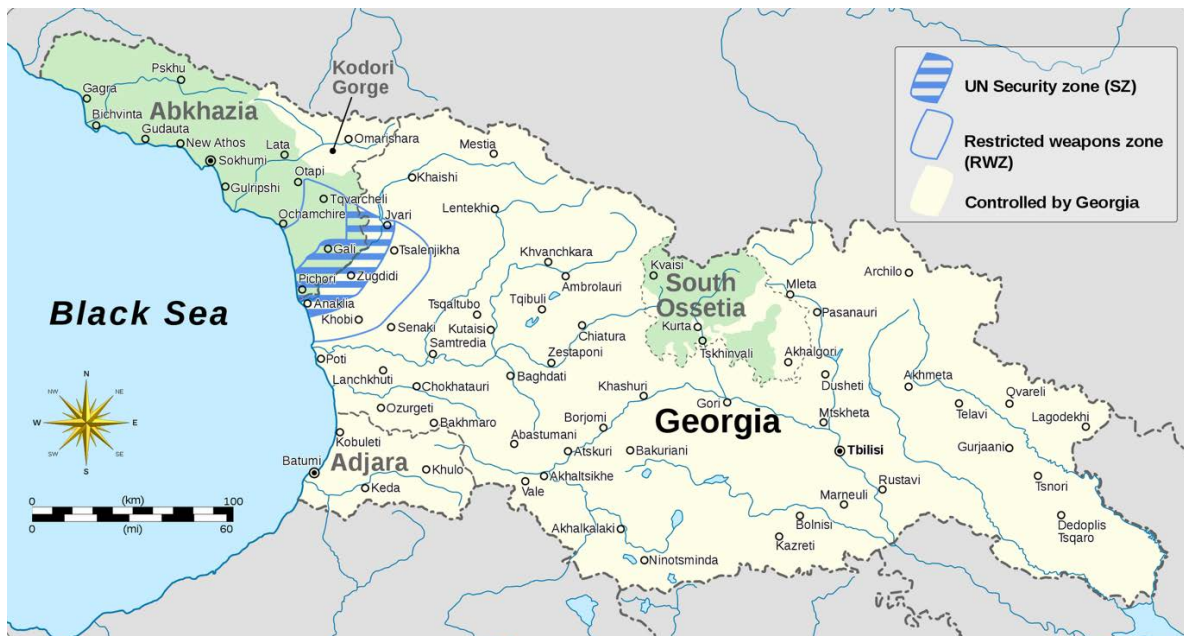 Pskhu
Kodori
Gorge
Gagra
Abkhazia
Bichvinta
Gudauta
New Athos
Omarishara
Lata
Sokhumi
Mestia
Otapi
Khaishi
Gulripshi
Tqvarcheli
Lentekhi
Ochamchire
Jvari
Gali
Tsalenjikha
Khvanchkara
Kvaisi
Archilo
Pichori
Zugdidi
Ambrolauri
South
Ossetia
Mleta
Anaklia
Tsqaltubo
Tqibuli
Pasanauri
Black Sea
Khobi
Senaki
Kutaisi
Chiatura
Kurta
Samtredia
Tskhinvali
Poti
Zestaponi
Akhalgori
Lanchkhuti
Chokhatauri
Baghdati
Dusheti
Akhmeta
Khashuri
Qvareli
Ozurgeti
Borjomi
Gori
Mtskheta
Telavi
Lagodekhi
Bakhmaro
Georgia
Kobuleti
Abastumani
Gurjaani
Batumi
Adjara
Atskuri
Bakuriani
Tbilisi
Khulo
Akhaltsikhe
Keda
Vale
Rustavi
Tsnori
Marneuli
Akhalkalaki
Bolnisi
Dedoplis
Tsqaro
Kazreti
Ninotsminda
UN Security zone (SZ)
Restricted weapons zone
(RWZ)
Controlled by Georgia
N
NW
NE
W
E
SW
SE
S
0 (km) 100
0 (mi) 60